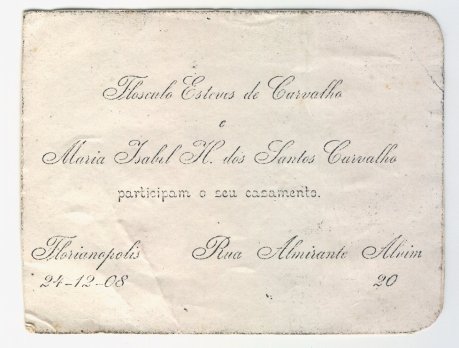 Flosculo Esteves de Carvalho
e
Maria Isabel H. dos Santos Carvalho
participam o seu casamento.
Florianopolis Rua Almirante Alvim
24-12-08 20